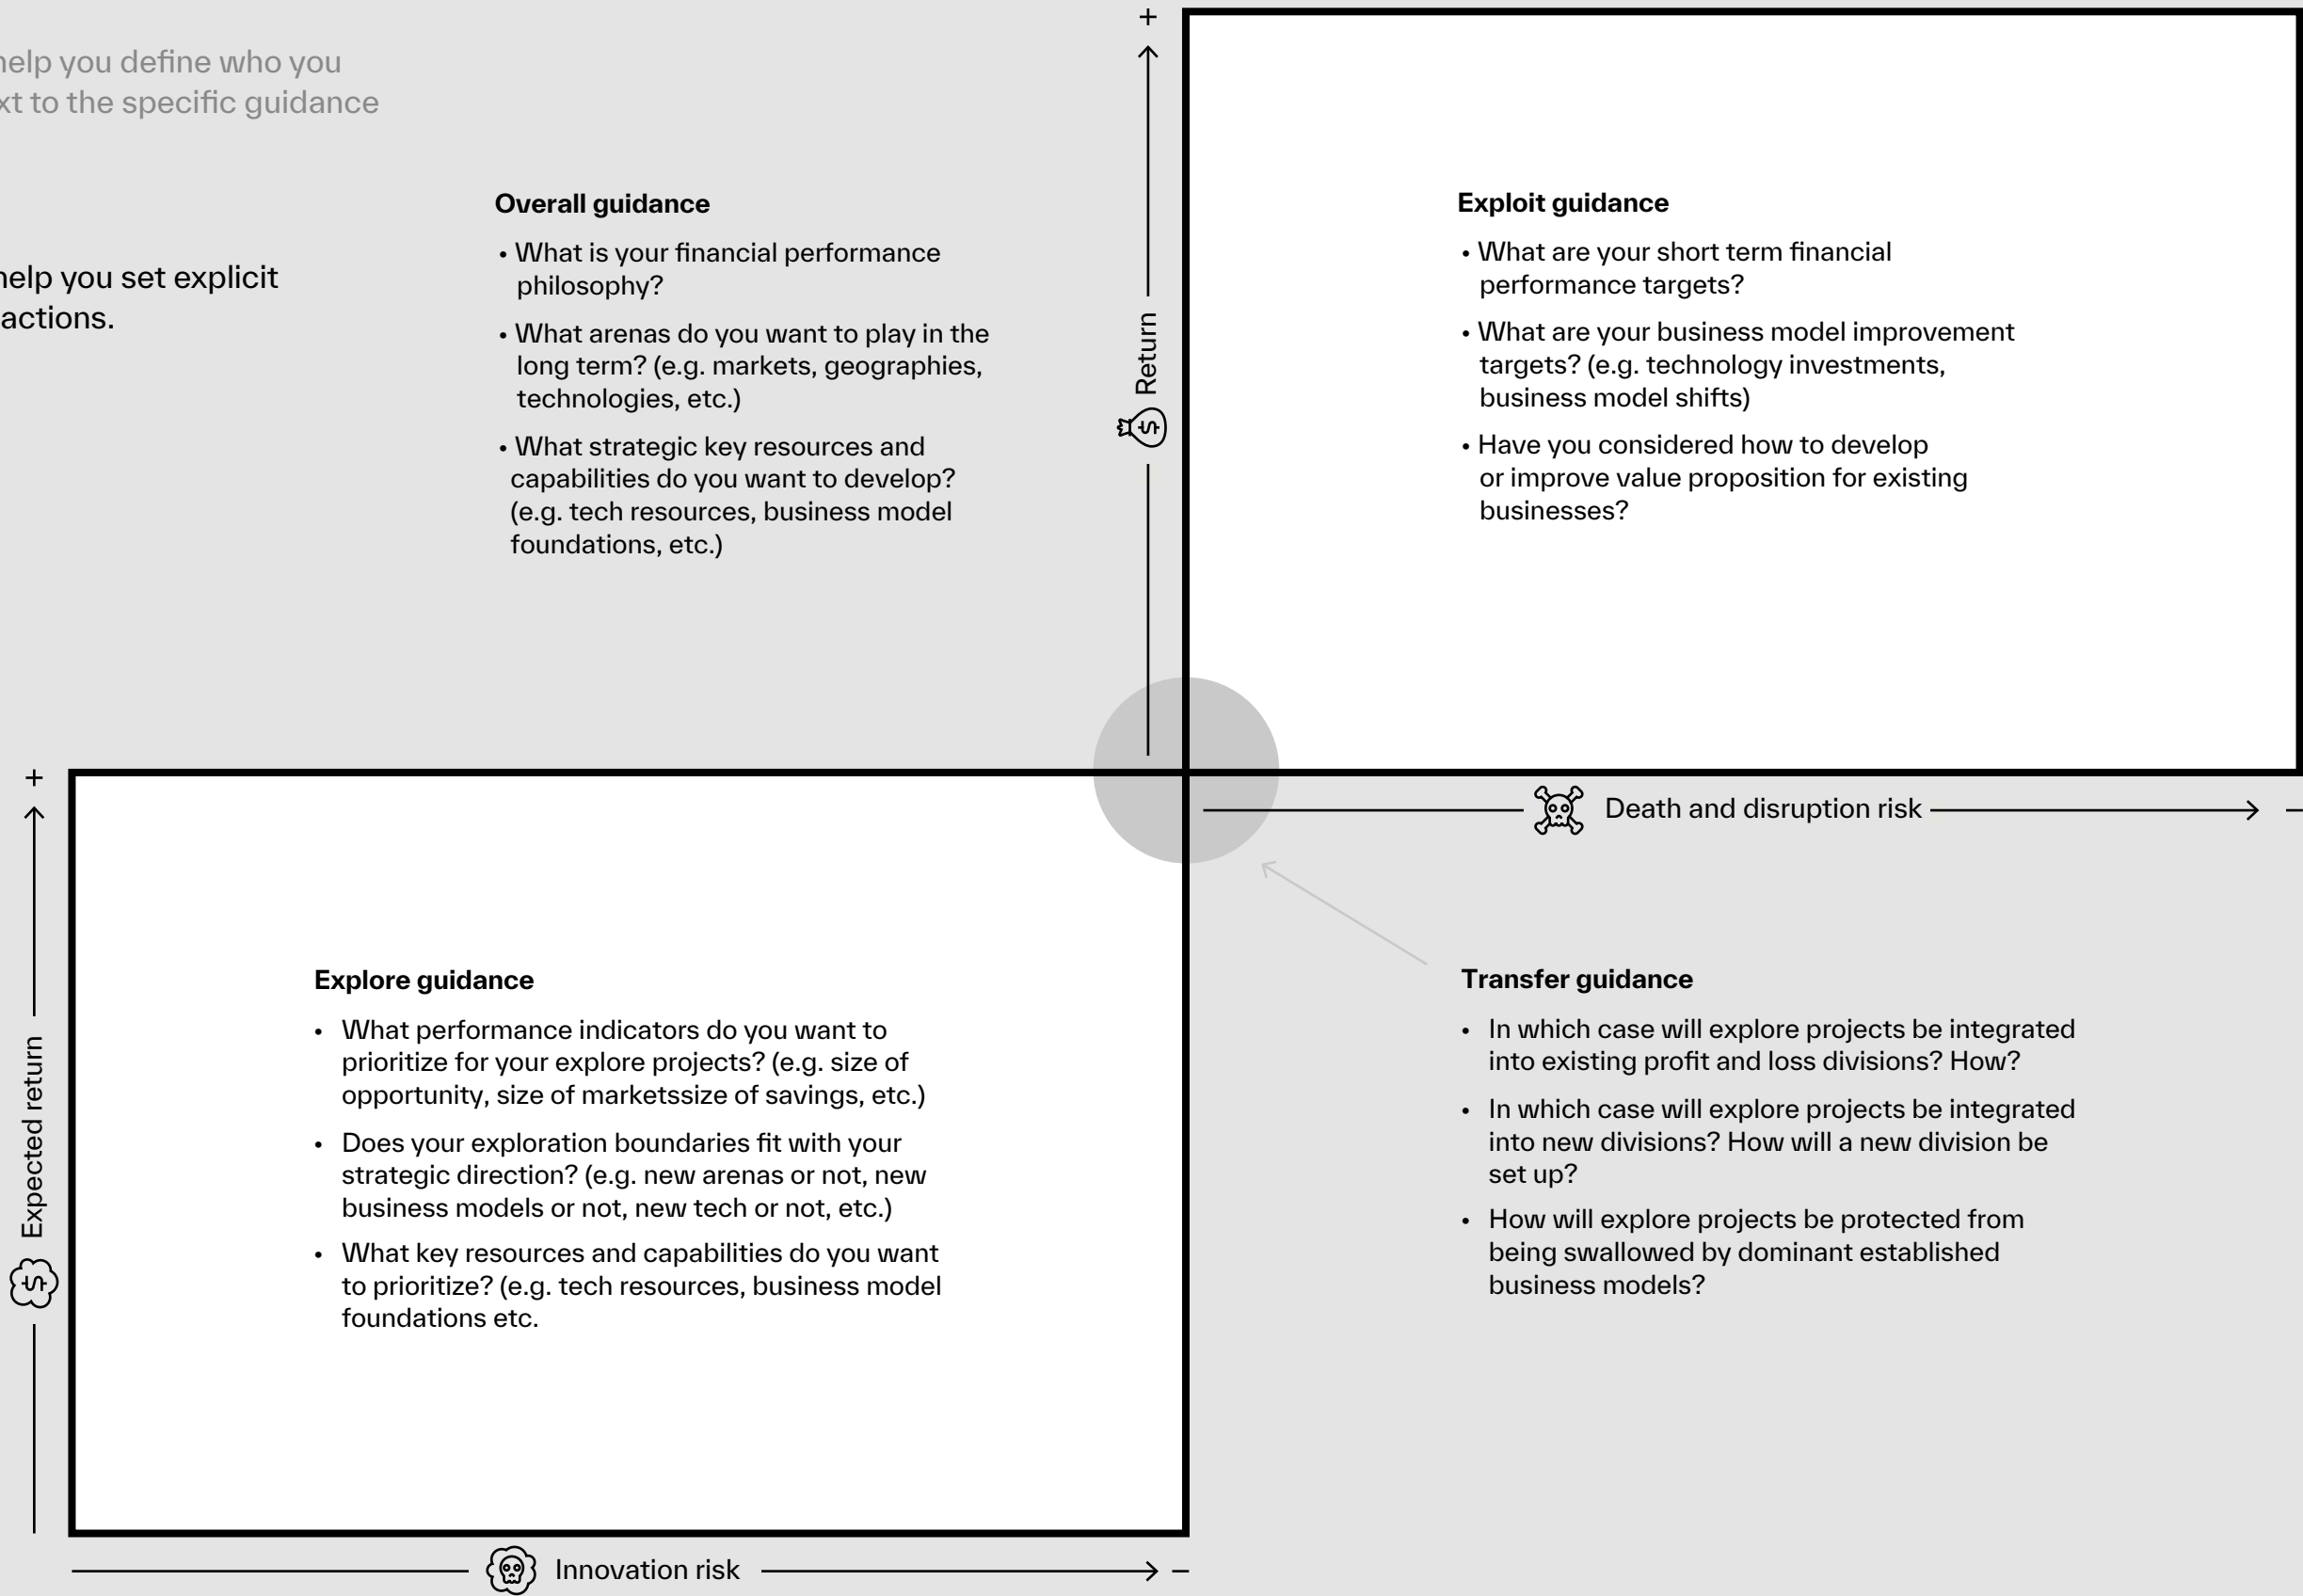 help you define who you
xt to the specific guidance
help you set explicit
actions.
Overall guidance
• What is your financial performance
philosophy?
• What arenas do you want to play in the
long term? (e.g. markets, geographies,
technologies, etc.)
• What strategic key resources and
capabilities do you want to develop?
(e.g. tech resources, business model
foundations, etc.)
+
Return
Exploit guidance
• What are your short term financial
performance targets?
• What are your business model improvement
targets? (e.g. technology investments,
business model shifts)
• Have you considered how to develop
or improve value proposition for existing
businesses?
Death and disruption risk
–
+
Expected return
Explore guidance
• What performance indicators do you want to
prioritize for your explore projects? (e.g. size of
opportunity, size of marketssize of savings, etc.)
• Does your exploration boundaries fit with your
strategic direction? (e.g. new arenas or not, new
business models or not, new tech or not, etc.)
• What key resources and capabilities do you want
to prioritize? (e.g. tech resources, business model
foundations etc.
Innovation risk
–
Transfer guidance
• In which case will explore projects be integrated
into existing profit and loss divisions? How?
• In which case will explore projects be integrated
into new divisions? How will a new division be
set up?
• How will explore projects be protected from
being swallowed by dominant established
business models?